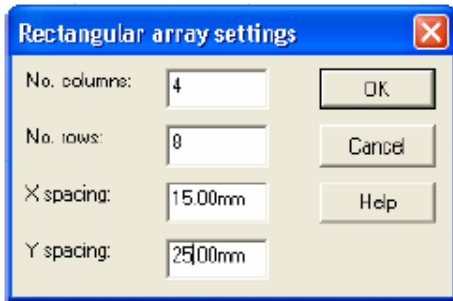 Rectangular array settings
No. columns: 4 OK
No. rows: 8 Cancel
X spacing: 15.00mm Help
Y spacing: 25.00mm